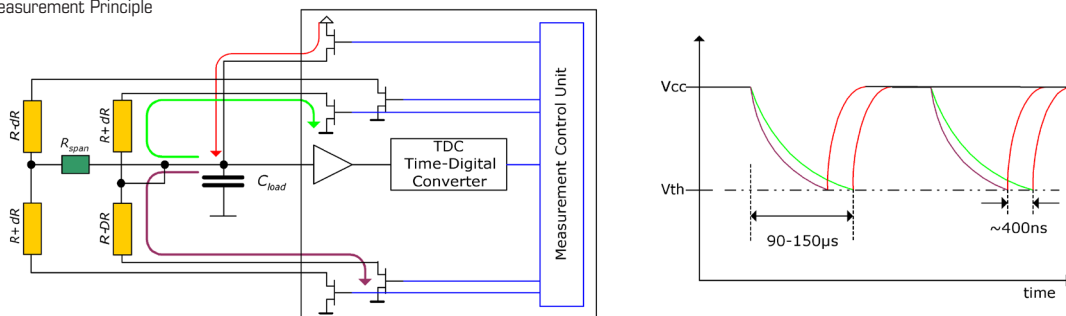 easurement Principle
R-dR
R+dR
Rspan
R+dR
R-DR
Cload
TDC
Time-Digital
Converter
Measurement Control Unit
Vcc
Vth
90-150µs
~400ns
time